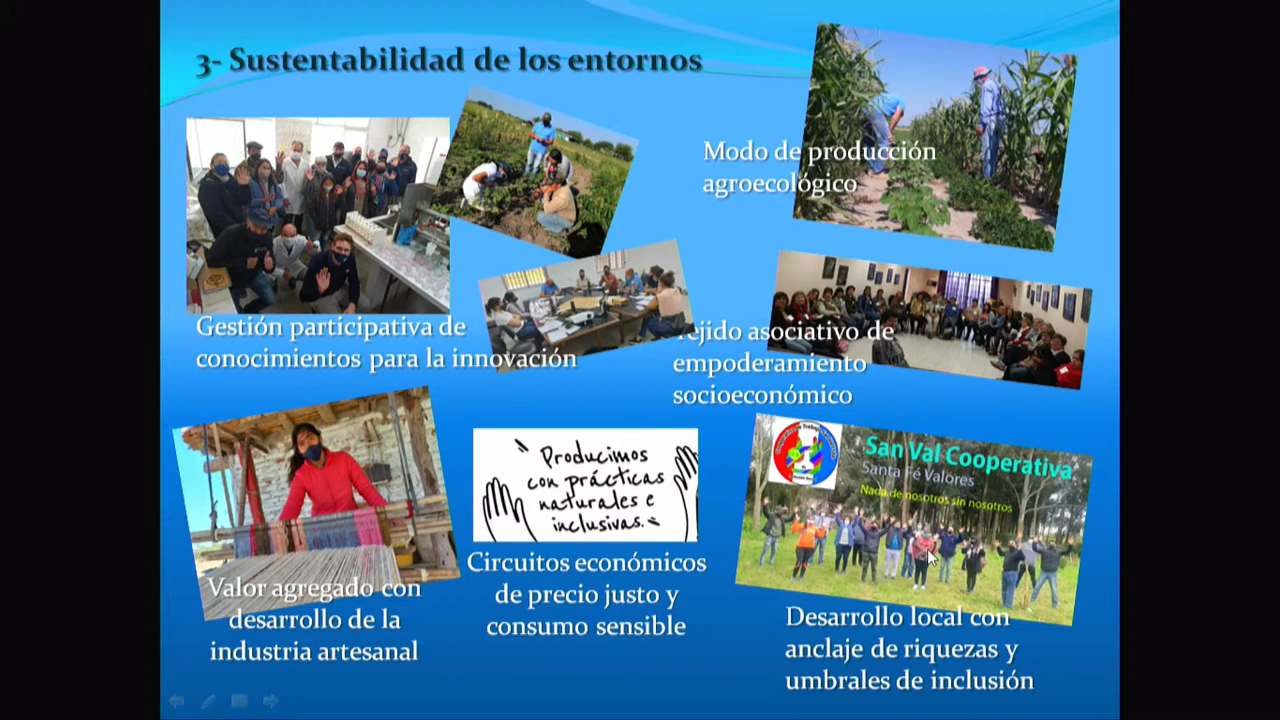 3- Sustentabilidad de los entornos
Modo de producción
agroecológico
Gestión participativa de
conocimientos para la innovación
Tejido asociativo de
empoderamiento
socioeconómico
" Producimos
con prácticas
naturales e
inclusivas. "
San Val Cooperativa
Santa Fé Valores
Nada de nosotros sin nosotros
Valor agregado con
desarrollo de la
industria artesanal
Circuitos económicos
de precio justo y
consumo sensible
Desarrollo local con
anclaje de riquezas y
umbrales de inclusión